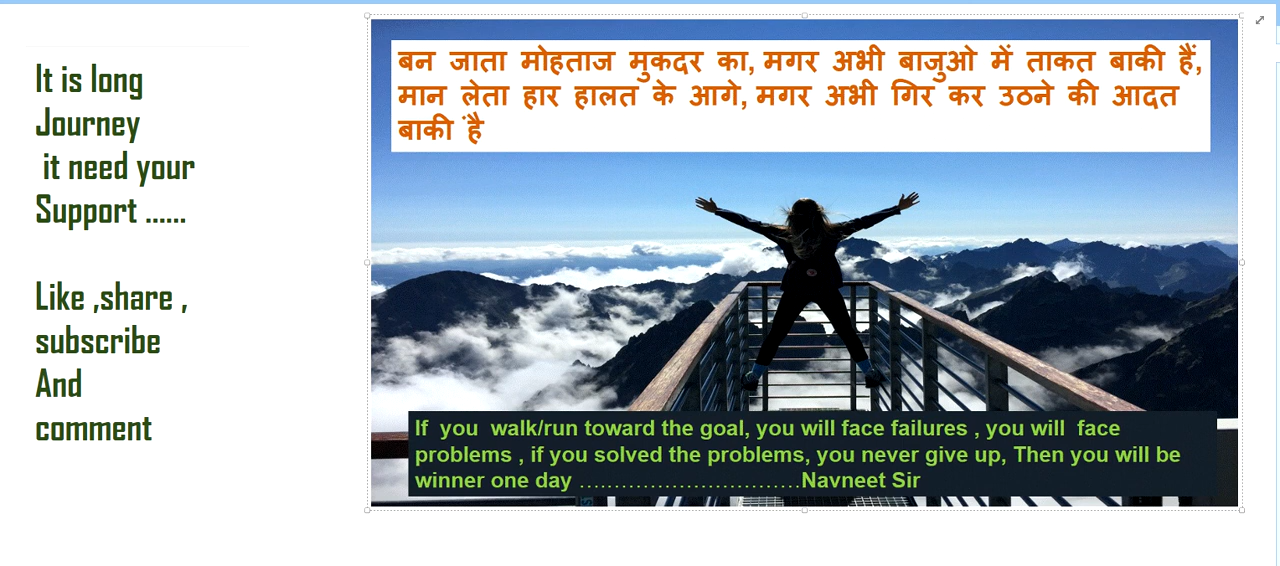 It is long
Journey
it need your
Support ......
Like ,share ,
subscribe
And
comment
बन जाता मोहताज मुकदर का, मगर अभी बाजुओ में ताकत बाकी हैं,
मान लेता हार हालत के आगे, मगर अभी गिर कर उठने की आदत
बाकी ंहै
If you walk/run toward the goal, you will face failures , you will face
problems , if you solved the problems, you never give up, Then you will be
winner one day ..............................Navneet Sir